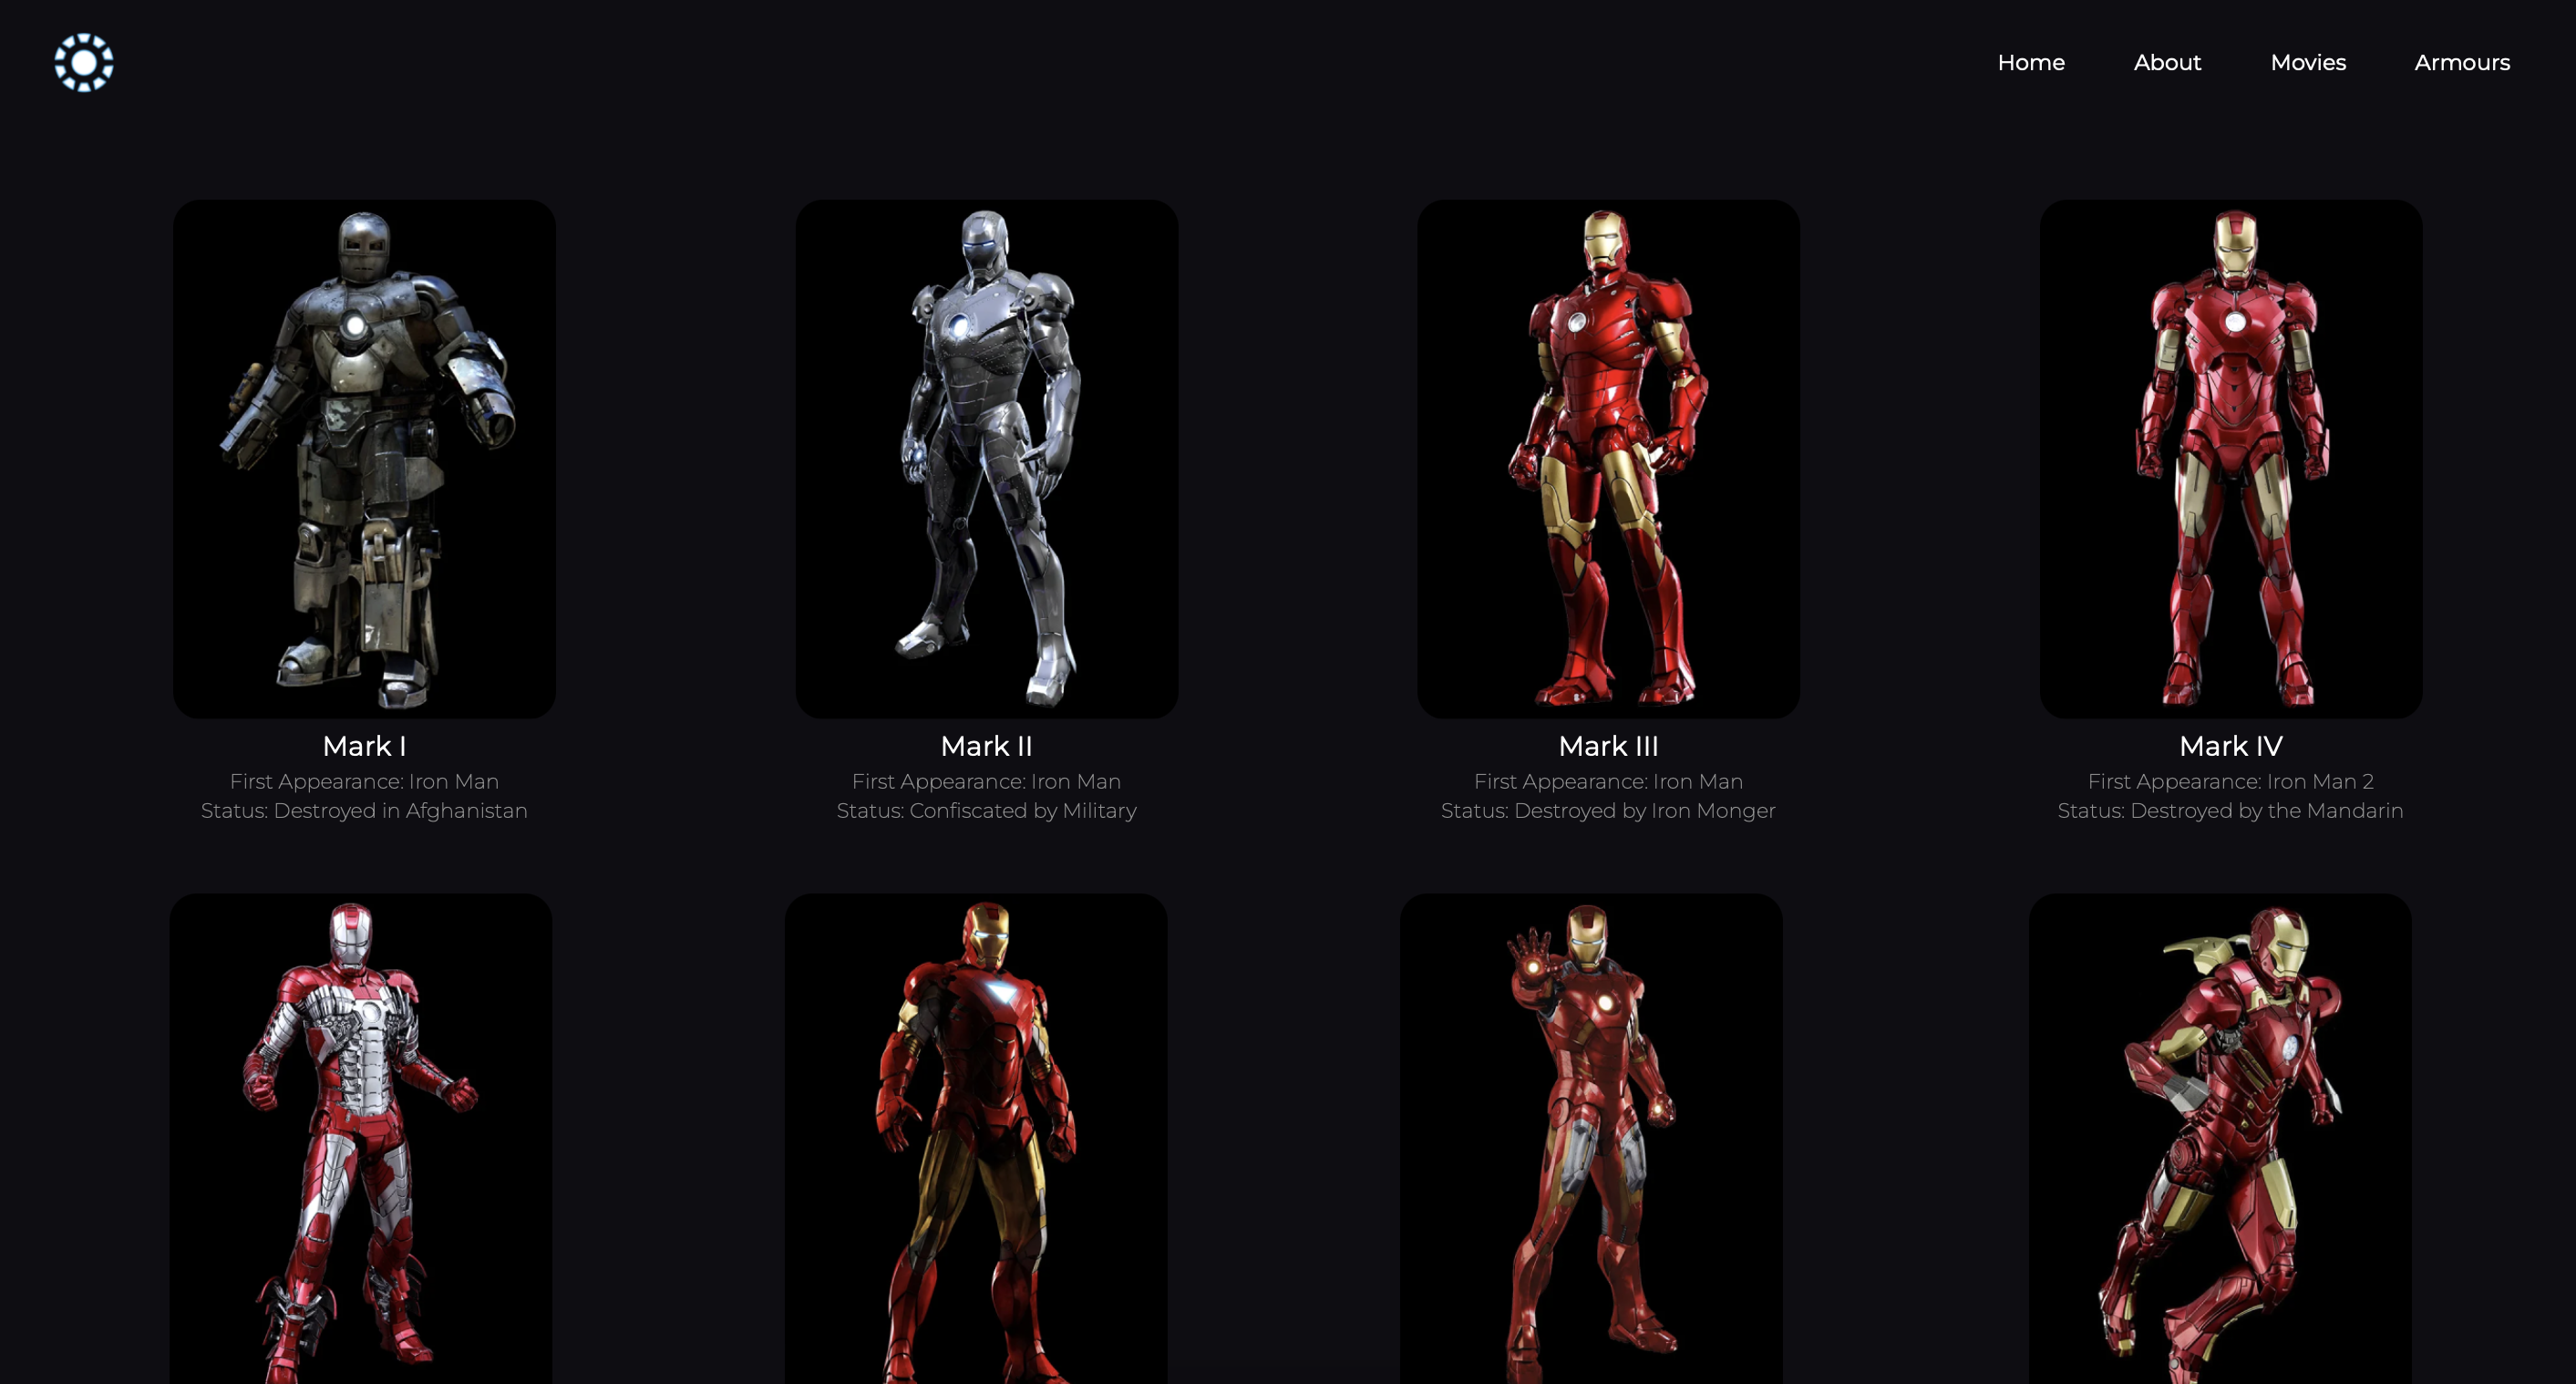 Home About Movies Armours
Mark I
First Appearance: Iron Man
Status: Destroyed in Afghanistan
Mark II
First Appearance: Iron Man
Status: Confiscated by Military
Mark III
First Appearance: Iron Man
Status: Destroyed by Iron Monger
Mark IV
First Appearance: Iron Man 2
Status: Destroyed by the Mandarin